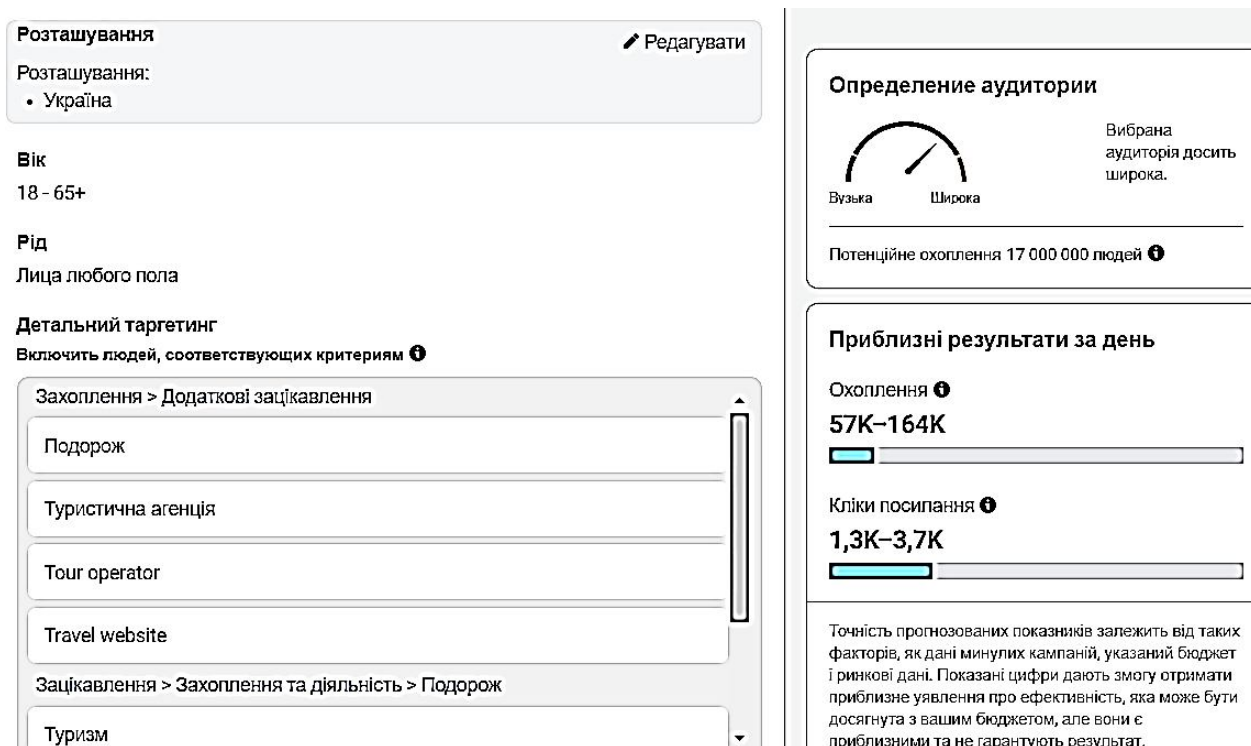 Розташування
Редагувати
Розташування:
• Україна
Вік
18 - 65+
Рід
Лица любого пола
Детальний таргетинг
Включить людей, соответствующих критериям
Захоплення > Додаткові зацікавлення
Подорож
Туристична агенція
Tour operator
Travel website
Зацікавлення > Захоплення та діяльність > Подорож
Туризм
Определение аудитории
Вибрана
аудиторія досить
широка.
Вузька
Широка
Потенційне охоплення 17 000 000 людей
Приблизні результати за день
Охоплення
57K–164K
Кліки посилання
1,3K–3,7K
Точність прогнозованих показників залежить від таких
факторів, як дані минулих кампаній, указаний бюджет
і ринкові дані. Показані цифри дають змогу отримати
приблизне уявлення про ефективність, яка може бути
досягнута з вашим бюджетом, але вони є
приблизними та не гарантують результат.